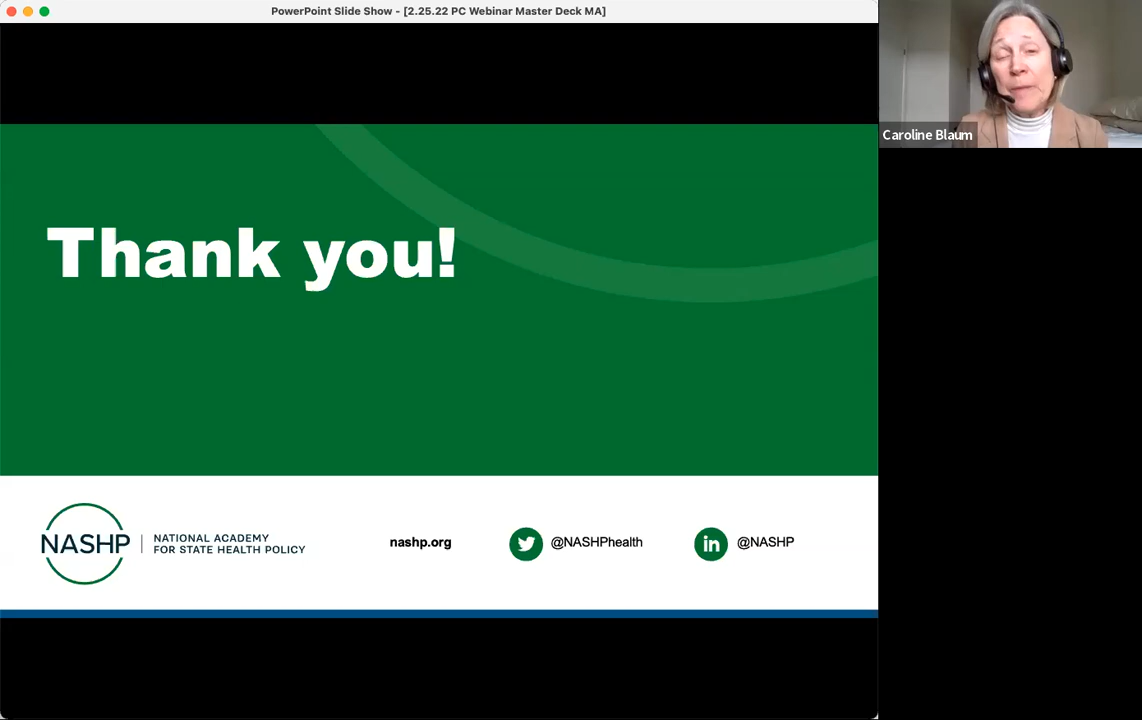 PowerPoint Slide Show - [2.25.22 PC Webinar Master Deck MA]
Caroline Blaum
Thank you!
NASHP
NATIONAL ACADEMY
FOR STATE HEALTH POLICY
nashp.org
@NASHPhealth
in
@NASHP